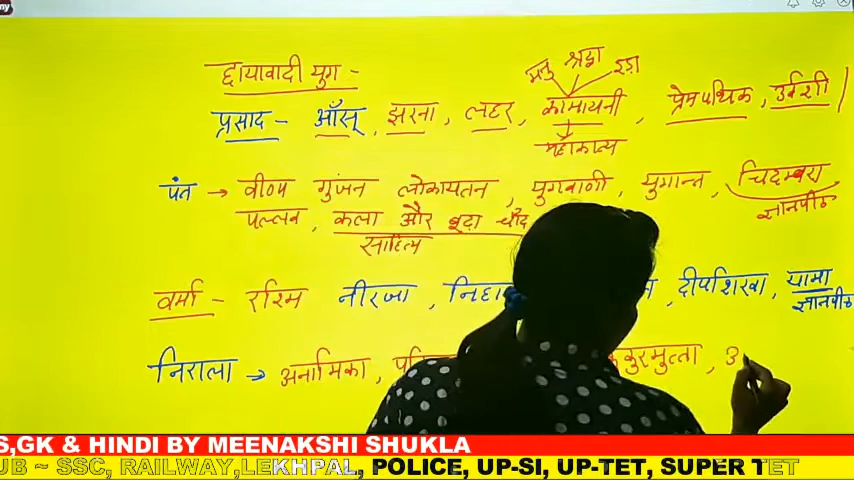 छायावादी युग -
मनु श्रद्धा इड़ा
प्रसाद - आँसू, झरना, लहर, कामायनी, प्रेमपथिक, उर्वशी
महाकाव्य
पंत → वीणा गुंजन लोकायतन, युगवाणी, युगान्त, चिदम्बरा
ज्ञानपीठ
पल्लव, कला और बूढ़ा चाँद
साहित्य
वर्मा - रश्मि नीरजा, दीपशिखा, यामा
ज्ञानपीठ
निराला → अनामिका, कुकुरमुत्ता,
S,GK & HINDI BY MEENAKSHI SHUKLA
UB ~ SSC, RAILWAY,LEKHPAL, POLICE, UP-SI, UP-TET, SUPER TET